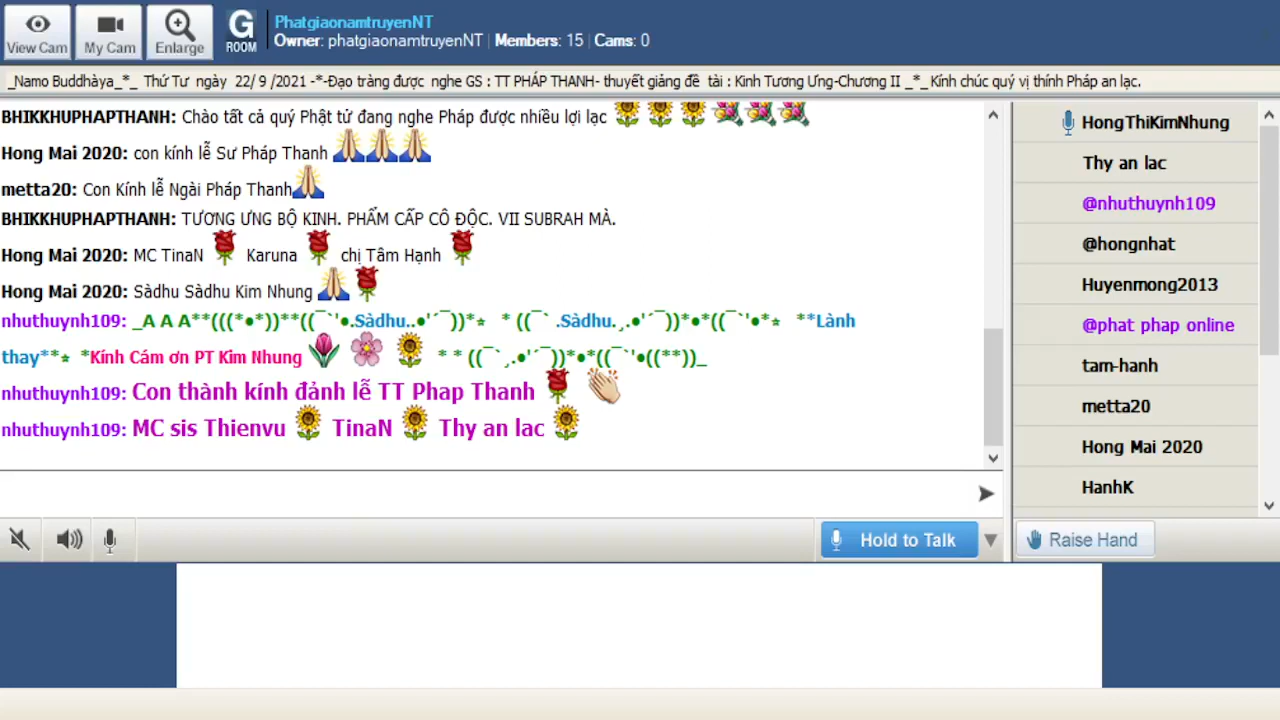 View Cam
My Cam
Enlarge
G
ROOM
PhatgiaonamtruyenNT
Owner: phatgiaonamtruyenNT | Members: 15 | Cams: 0
_Namo Buddhàya_*_ Thứ Tư ngày 22/ 9 /2021 -*-Đạo tràng được nghe GS : TT PHÁP THANH- thuyết giảng đề tài : Kinh Tương Ưng-Chương II _*_ Kính chúc quý vị thính Pháp an lạc.
BHIKKHUPHAPTHANH: Chào tất cả quý Phật tử đang nghe Pháp được nhiều lợi lạc
Hong Mai 2020: con kính lễ Sư Pháp Thanh
metta20: Con Kính lễ Ngài Pháp Thanh
BHIKKHUPHAPTHANH: TƯƠNG ƯNG BỘ KINH. PHẨM CẤP CÔ ĐỘC. VII SUBRAH MÀ.
Hong Mai 2020: MC TinaN Karuna chị Tâm Hạnh
Hong Mai 2020: Sàdhu Sàdhu Kim Nhung
nhuthuynh109: _A A A**(((*•*))**((¯`'•.Sàdhu..•'´¯))*⭑ * ((¯` .Sàdhu.¸.•'´¯))*•*((¯`'•*⭑ **Lành
thay**⭑ *Kính Cám ơn PT Kim Nhung * * ((¯`¸.•'´¯))*•*((¯`'•((**))_
nhuthuynh109: Con thành kính đảnh lễ TT Phap Thanh
nhuthuynh109: MC sis Thienvu TinaN Thy an lac
HongThiKimNhung
Thy an lac
@nhuthuynh109
@hongnhat
Huyenmong2013
@phat phap online
tam-hanh
metta20
Hong Mai 2020
HanhK
Hold to Talk
Raise Hand